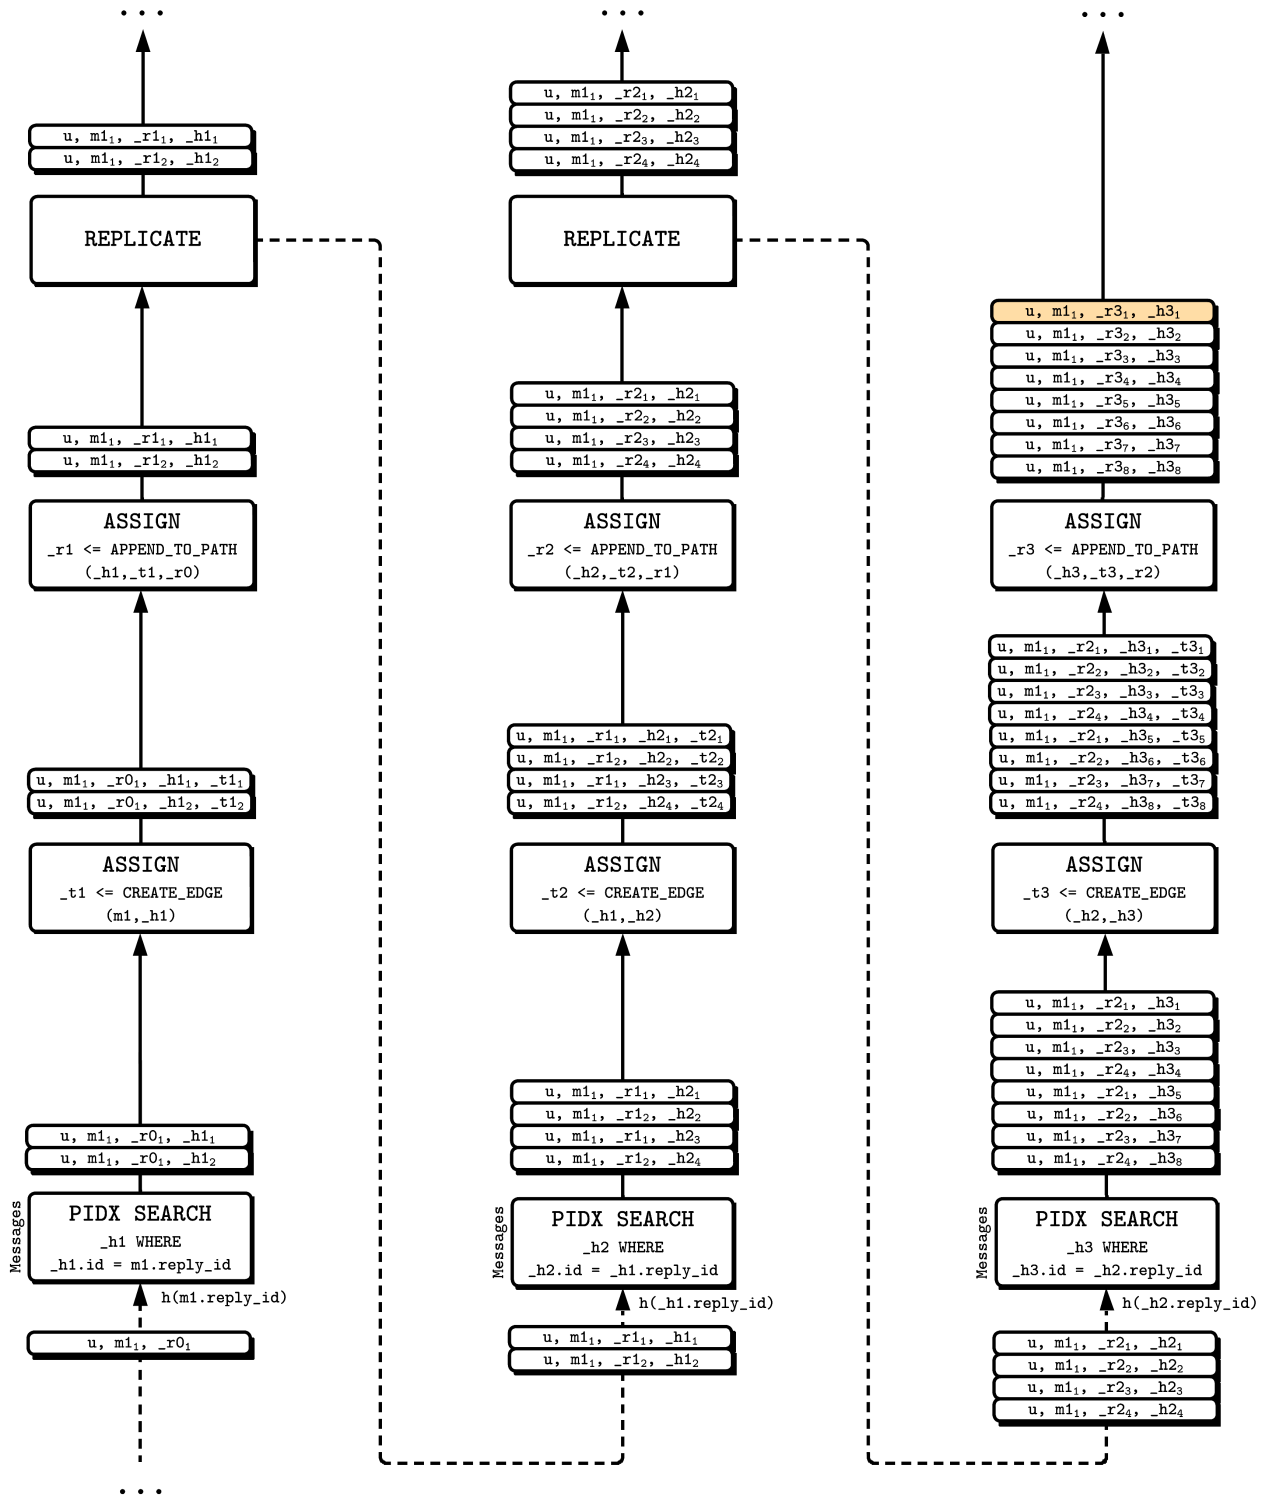 ...
u, m1₁, _r1₁, _h1₁
u, m1₁, _r1₂, _h1₂
REPLICATE
u, m1₁, _r1₁, _h1₁
u, m1₁, _r1₂, _h1₂
ASSIGN
_r1 <= APPEND_TO_PATH
(_h1,_t1,_r0)
u, m1₁, _r0₁, _h1₁, _t1₁
u, m1₁, _r0₁, _h1₂, _t1₂
ASSIGN
_t1 <= CREATE_EDGE
(m1,_h1)
u, m1₁, _r0₁, _h1₁
u, m1₁, _r0₁, _h1₂
Messages
PIDX SEARCH
_h1 WHERE
_h1.id = m1.reply_id
h(m1.reply_id)
u, m1₁, _r0₁
...
...
u, m1₁, _r2₁, _h2₁
u, m1₁, _r2₂, _h2₂
u, m1₁, _r2₃, _h2₃
u, m1₁, _r2₄, _h2₄
REPLICATE
u, m1₁, _r2₁, _h2₁
u, m1₁, _r2₂, _h2₂
u, m1₁, _r2₃, _h2₃
u, m1₁, _r2₄, _h2₄
ASSIGN
_r2 <= APPEND_TO_PATH
(_h2,_t2,_r1)
u, m1₁, _r1₁, _h2₁, _t2₁
u, m1₁, _r1₂, _h2₂, _t2₂
u, m1₁, _r1₁, _h2₃, _t2₃
u, m1₁, _r1₂, _h2₄, _t2₄
ASSIGN
_t2 <= CREATE_EDGE
(_h1,_h2)
u, m1₁, _r1₁, _h2₁
u, m1₁, _r1₂, _h2₂
u, m1₁, _r1₁, _h2₃
u, m1₁, _r1₂, _h2₄
Messages
PIDX SEARCH
_h2 WHERE
_h2.id = _h1.reply_id
h(_h1.reply_id)
u, m1₁, _r1₁, _h1₁
u, m1₁, _r1₂, _h1₂
...
u, m1₁, _r3₁, _h3₁
u, m1₁, _r3₂, _h3₂
u, m1₁, _r3₃, _h3₃
u, m1₁, _r3₄, _h3₄
u, m1₁, _r3₅, _h3₅
u, m1₁, _r3₆, _h3₆
u, m1₁, _r3₇, _h3₇
u, m1₁, _r3₈, _h3₈
ASSIGN
_r3 <= APPEND_TO_PATH
(_h3,_t3,_r2)
u, m1₁, _r2₁, _h3₁, _t3₁
u, m1₁, _r2₂, _h3₂, _t3₂
u, m1₁, _r2₃, _h3₃, _t3₃
u, m1₁, _r2₄, _h3₄, _t3₄
u, m1₁, _r2₁, _h3₅, _t3₅
u, m1₁, _r2₂, _h3₆, _t3₆
u, m1₁, _r2₃, _h3₇, _t3₇
u, m1₁, _r2₄, _h3₈, _t3₈
ASSIGN
_t3 <= CREATE_EDGE
(_h2,_h3)
u, m1₁, _r2₁, _h3₁
u, m1₁, _r2₂, _h3₂
u, m1₁, _r2₃, _h3₃
u, m1₁, _r2₄, _h3₄
u, m1₁, _r2₁, _h3₅
u, m1₁, _r2₂, _h3₆
u, m1₁, _r2₃, _h3₇
u, m1₁, _r2₄, _h3₈
Messages
PIDX SEARCH
_h3 WHERE
_h3.id = _h2.reply_id
h(_h2.reply_id)
u, m1₁, _r2₁, _h2₁
u, m1₁, _r2₂, _h2₂
u, m1₁, _r2₃, _h2₃
u, m1₁, _r2₄, _h2₄